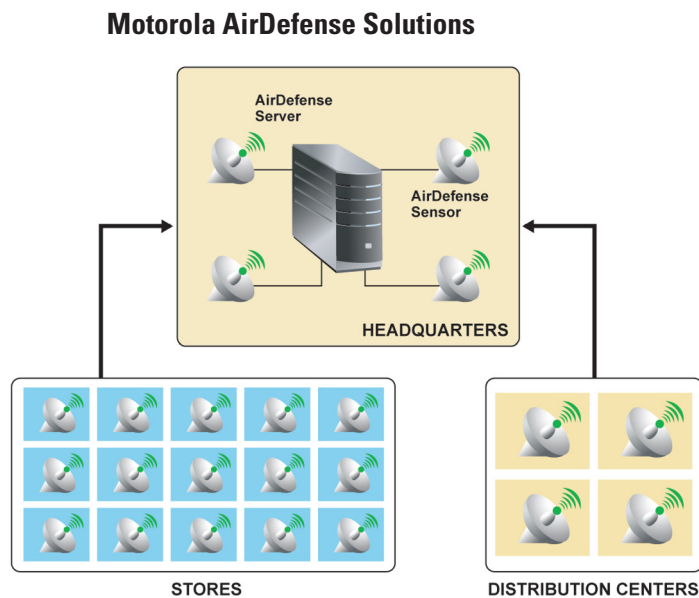 Motorola AirDefense Solutions
AirDefense
Server
AirDefense
Sensor
HEADQUARTERS
STORES
DISTRIBUTION CENTERS